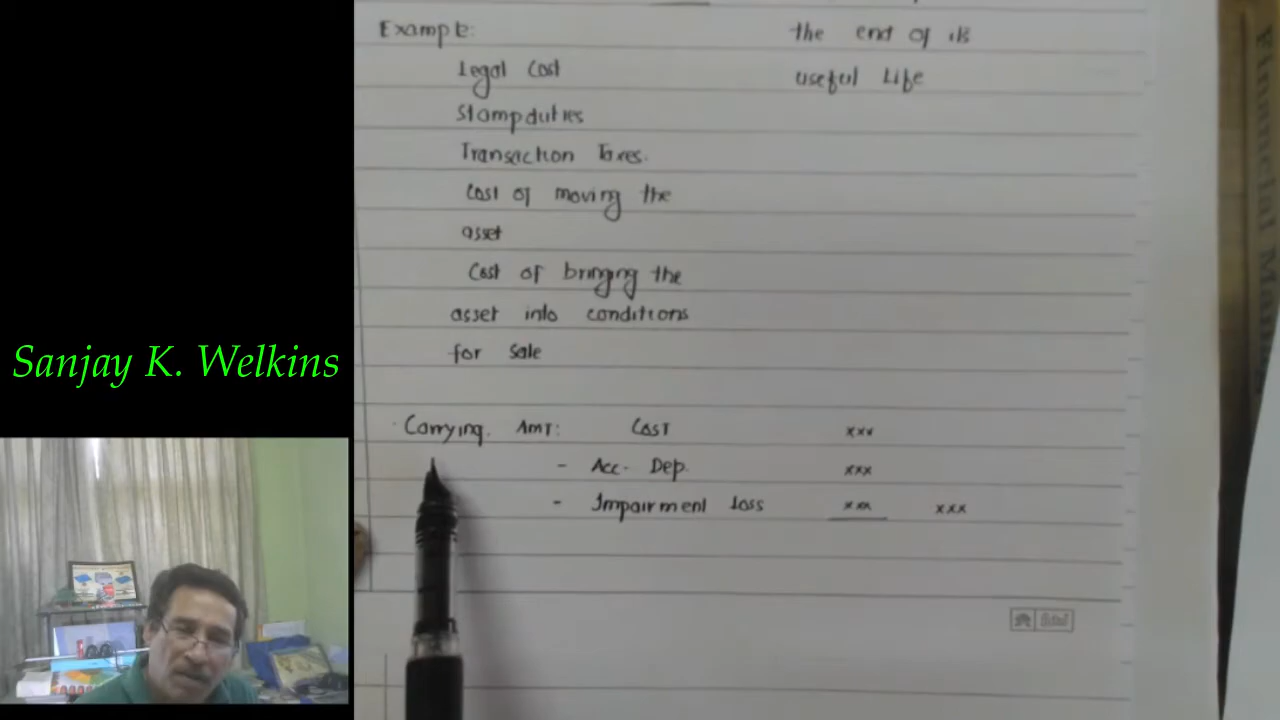 Example:
Legal Cost
Stampduties
Transaction Taxes.
Cost of moving the
asset
Cost of bringing the
asset into conditions
for sale
the end of its
useful Life
Sanjay K. Welkins
Carrying. AMT: COST xxx
- Acc- Dep. xxx
- Impairment loss xxx xxx